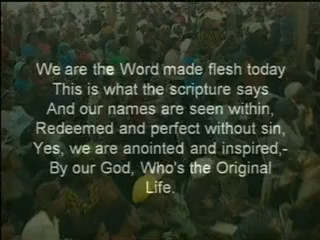 We are the Word made flesh today
This is what the scripture says
And our names are seen within,
Redeemed and perfect without sin,
Yes, we are anointed and inspired,-
By our God, Who's the Original
Life.